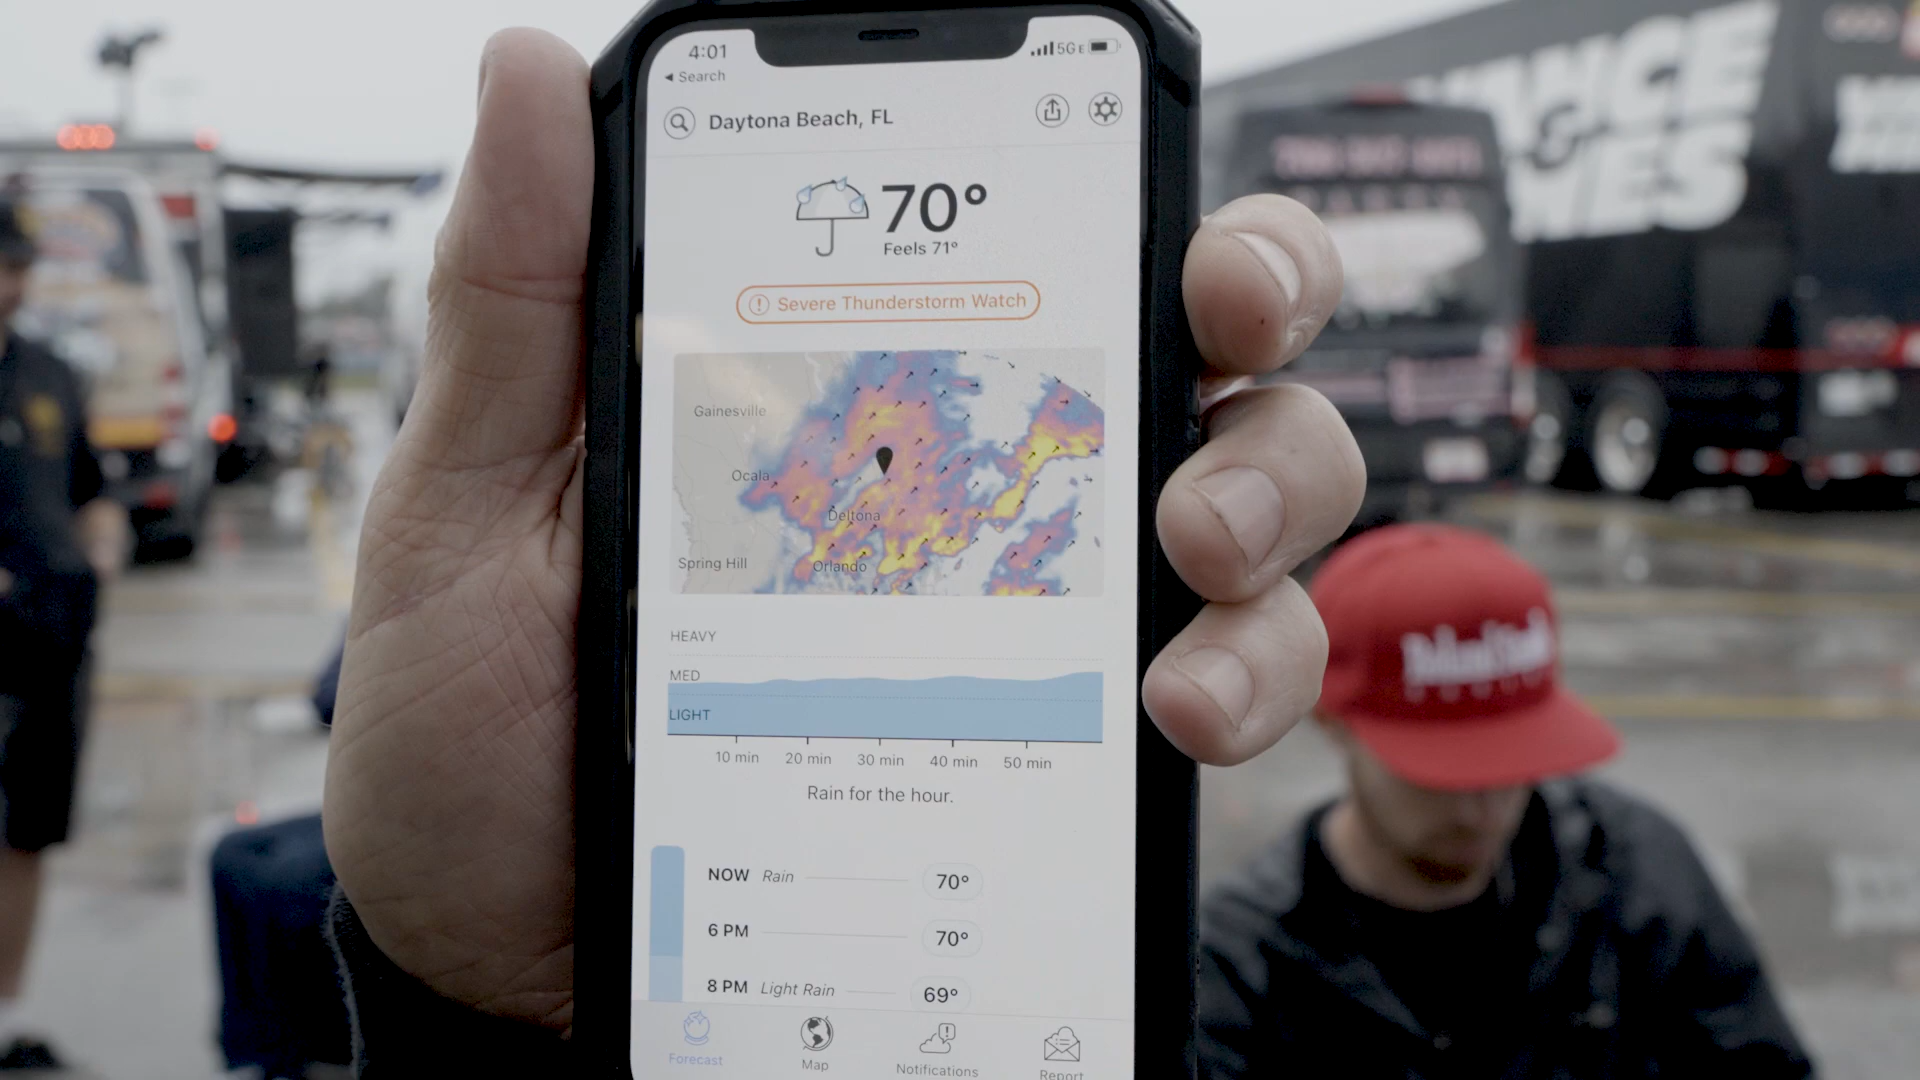 4:01
5G E
Search
Daytona Beach, FL
70°
Feels 71°
Severe Thunderstorm Watch
Gainesville
Ocala
Deltona
Spring Hill
Orlando
HEAVY
MED
LIGHT
10 min 20 min 30 min 40 min 50 min
Rain for the hour.
NOW Rain 70°
6 PM 70°
8 PM Light Rain 69°
Forecast
Map
Notifications
Report